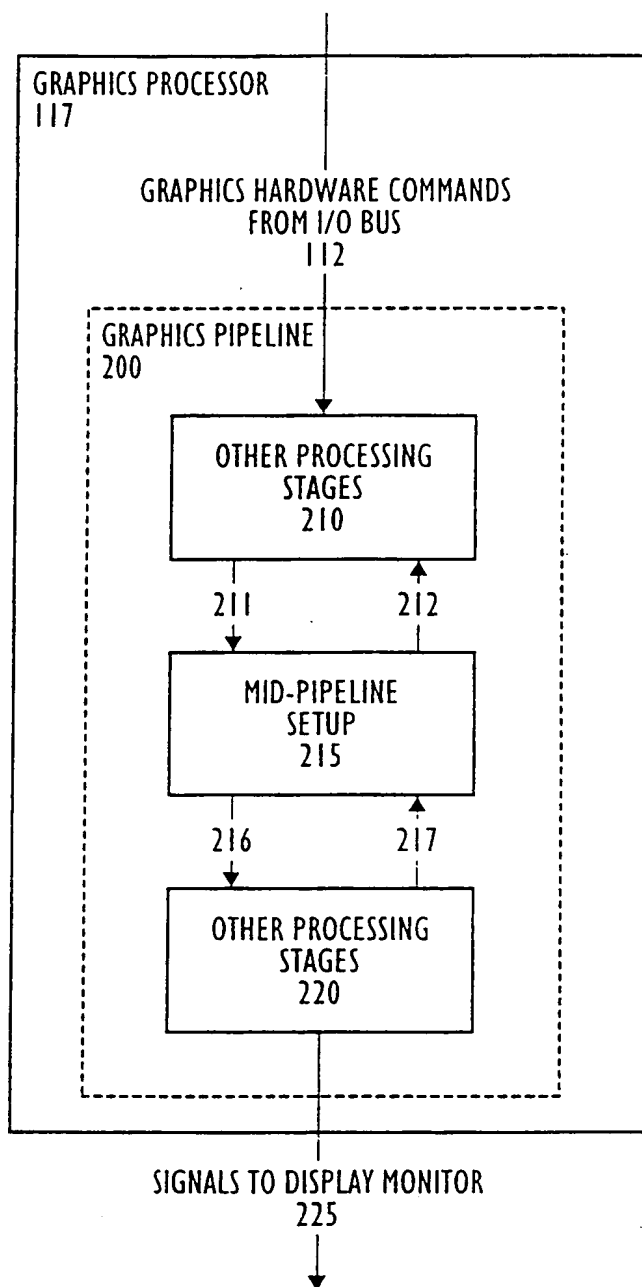 GRAPHICS PROCESSOR
117
GRAPHICS HARDWARE COMMANDS
FROM I/O BUS
112
GRAPHICS PIPELINE
200
OTHER PROCESSING
STAGES
210
211
212
MID-PIPELINE
SETUP
215
216
217
OTHER PROCESSING
STAGES
220
SIGNALS TO DISPLAY MONITOR
225